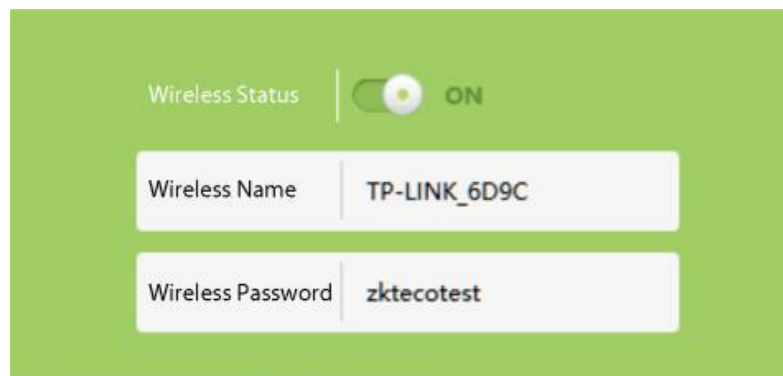 Wireless Status ON
Wireless Name TP-LINK_6D9C
Wireless Password zktecotest